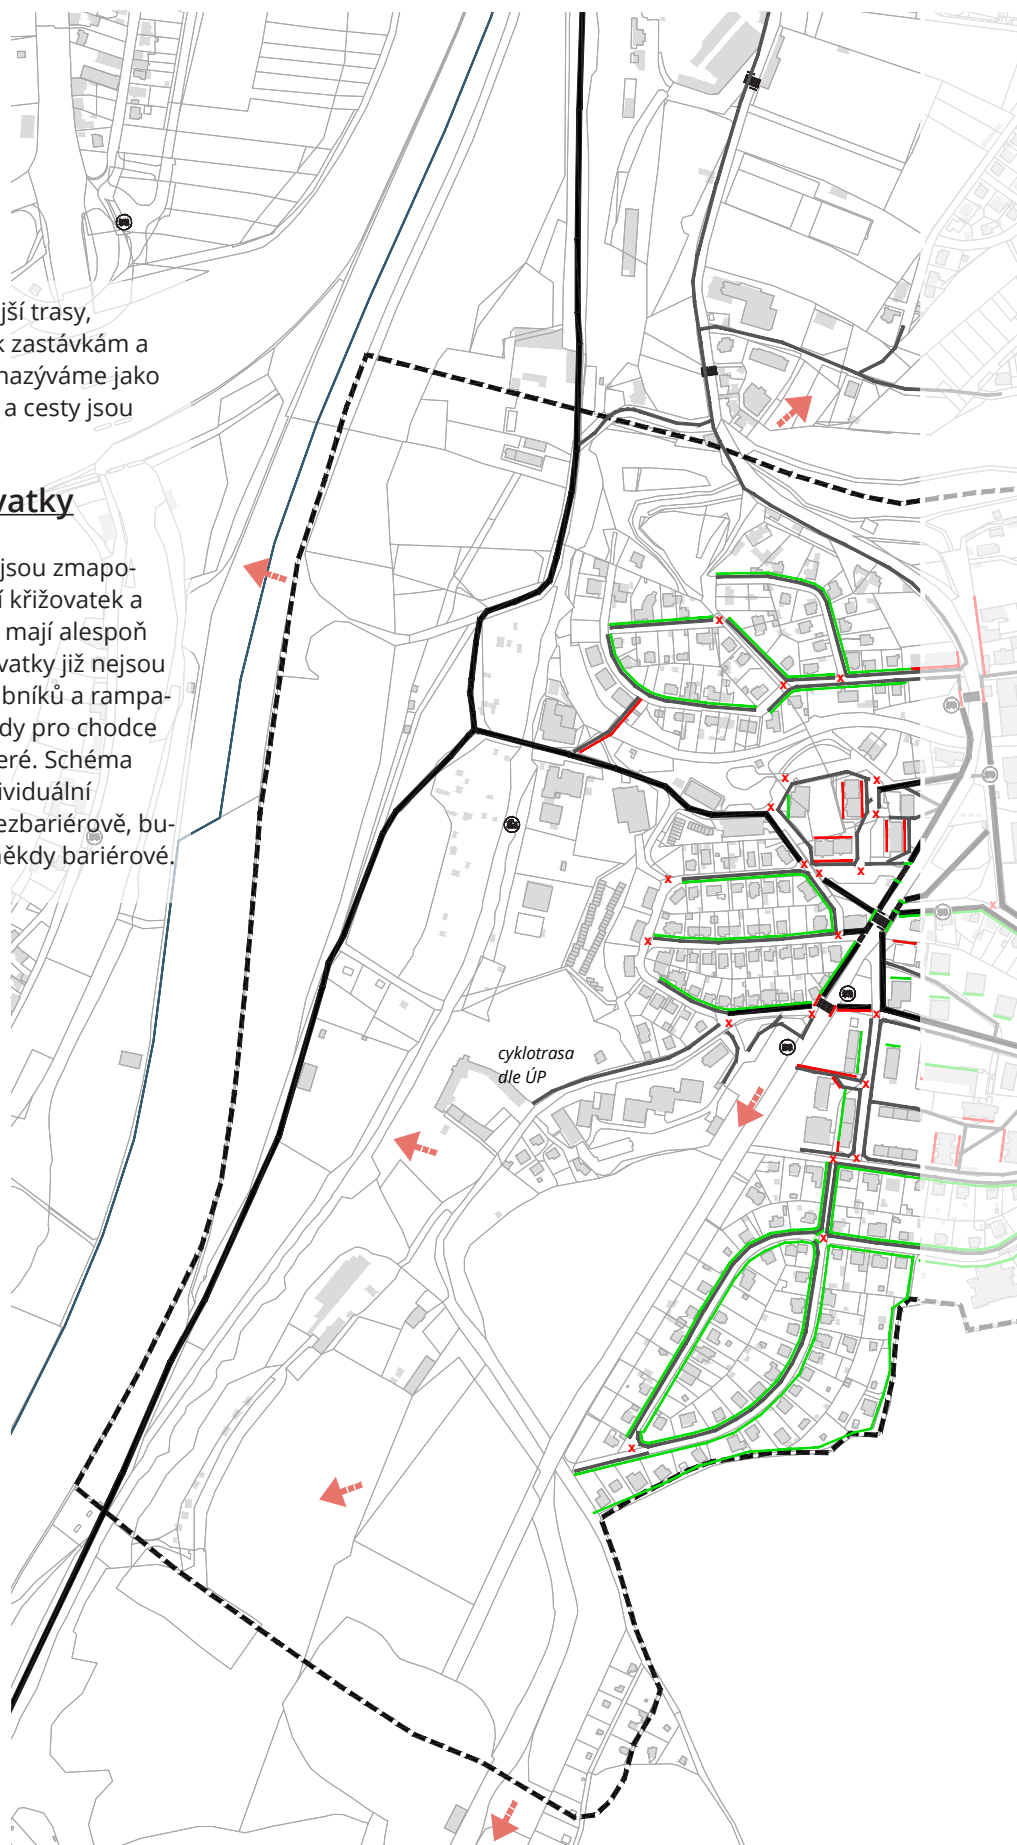 jší trasy,
k zastávkám a
nazýváme jako
a cesty jsou
vatky
jsou zmapo-
í křižovatek a
mají alespoň
vatky již nejsou
bníků a rampa-
dy pro chodce
eré. Schéma
ividuální
ezbariérově, bu-
někdy bariérové.
cyklotrasa
dle ÚP